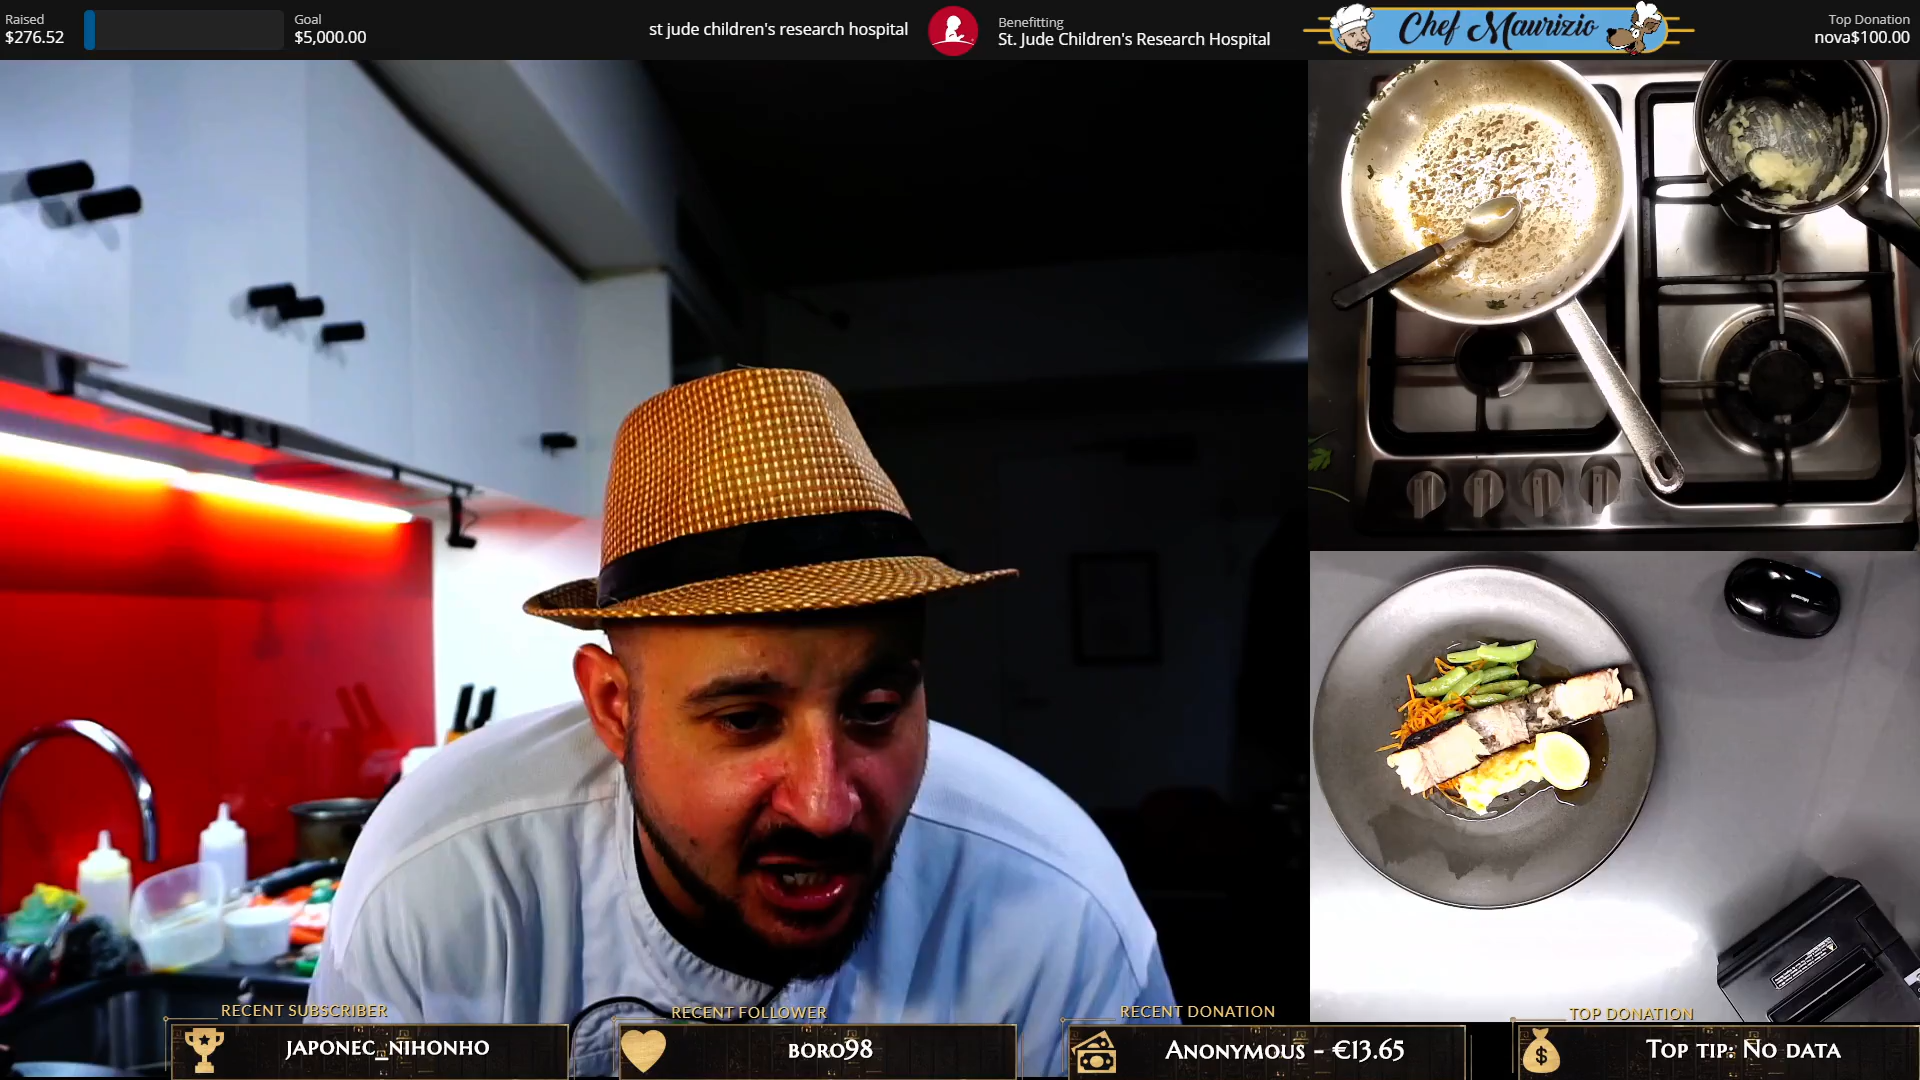 Raised
$276.52
Goal
$5,000.00
st jude children's research hospital
Benefitting
St. Jude Children's Research Hospital
Chef Maurizio
Top Donation
nova$100.00
RECENT SUBSCRIBER
japonec_nihonho
RECENT FOLLOWER
boro98
RECENT DONATION
Anonymous - €13.65
TOP DONATION
Top tip: No data